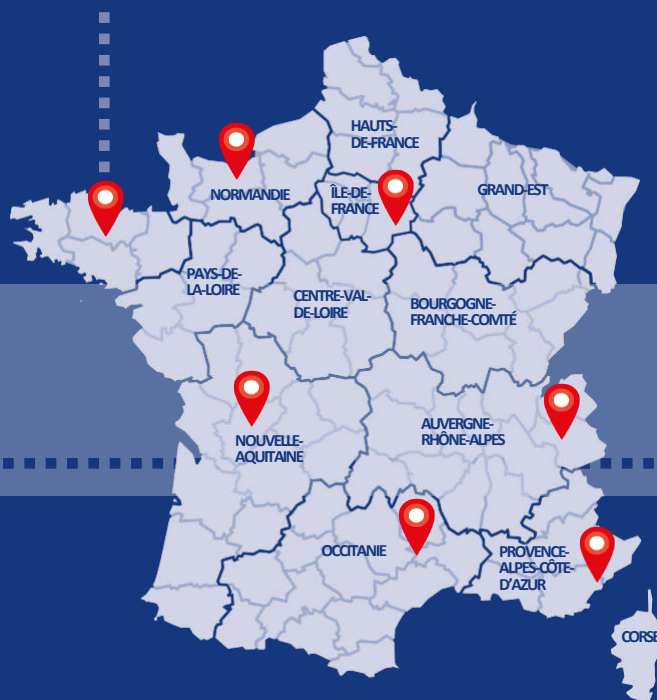 HAUTS-
DE-FRANCE
NORMANDIE
ÎLE-DE-
FRANCE
GRAND-EST
PAYS-DE-
LA-LOIRE
CENTRE-VAL-
DE-LOIRE
BOURGOGNE-
FRANCHE-COMTÉ
NOUVELLE-
AQUITAINE
AUVERGNE-
RHÔNE-ALPES
OCCITANIE
PROVENCE-
ALPES-CÔTE-
D'AZUR
CORSE